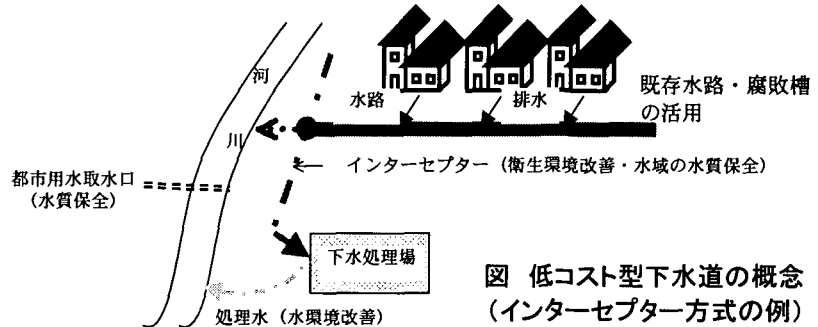 河
川
水路
排水
既存水路・腐敗槽
の活用
インターセプター（衛生環境改善・水域の水質保全）
都市用水取水口
（水質保全）
下水処理場
処理水（水環境改善）
図 低コスト型下水道の概念
（インターセプター方式の例）